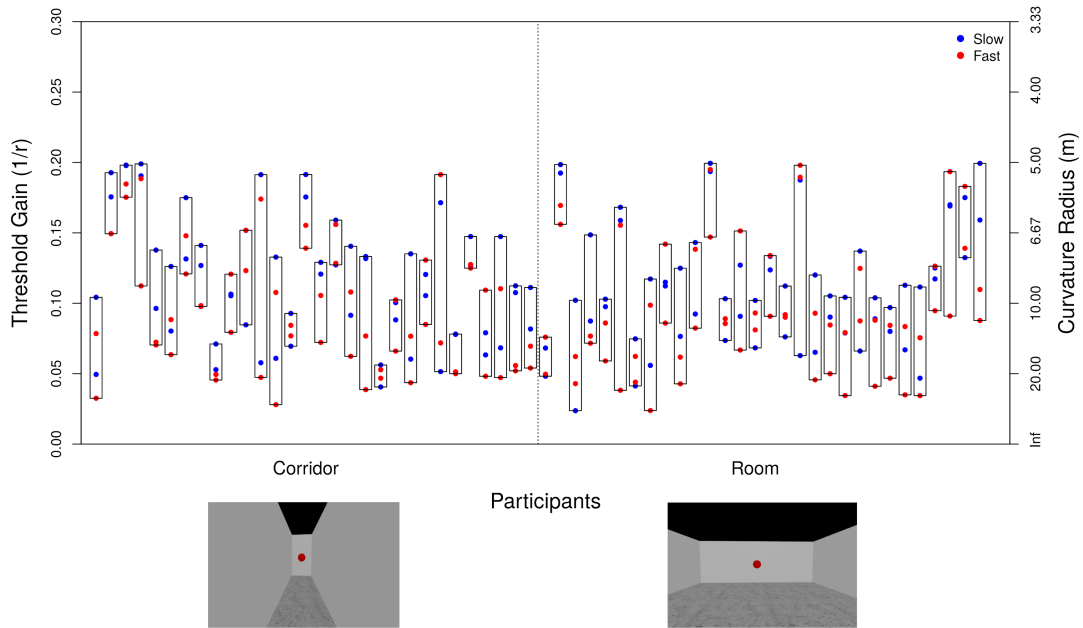 Threshold Gain (1/r)
0.30
0.25
0.20
0.15
0.10
0.05
0.00
Slow
Fast
3.33
4.00
5.00
6.67
10.00
20.00
Inf
Curvature Radius (m)
Corridor
Room
Participants